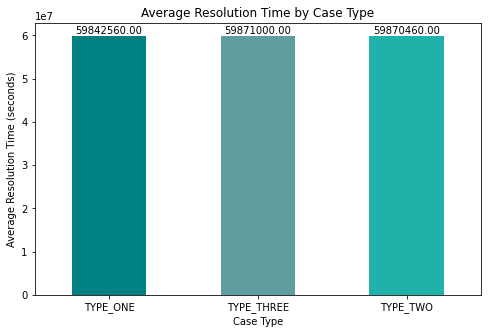 Average Resolution Time by Case Type
1e7
59842560.00 59871000.00 59870460.00
6
5
4
3
2
1
0
Average Resolution Time (seconds)
TYPE_ONE TYPE_THREE TYPE_TWO
Case Type